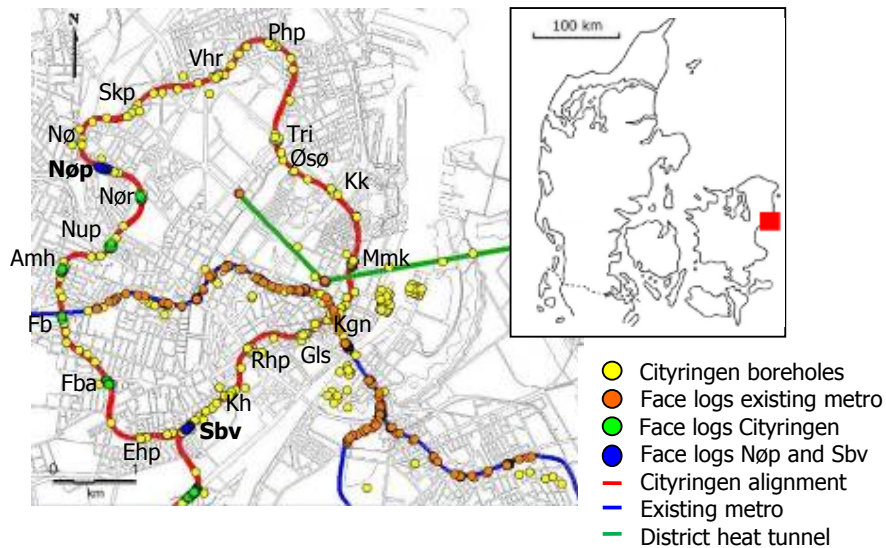 N
Php
Vhr
Skp
Nø
Tri
Øsø
Nøp
Kk
Nør
Nup
Amh
Mmk
Fb
Kgn
Gls
Rhp
Fba
Kh
Sbv
Ehp
0 1
km
100 km
Cityringen boreholes
Face logs existing metro
Face logs Cityringen
Face logs Nøp and Sbv
Cityringen alignment
Existing metro
District heat tunnel